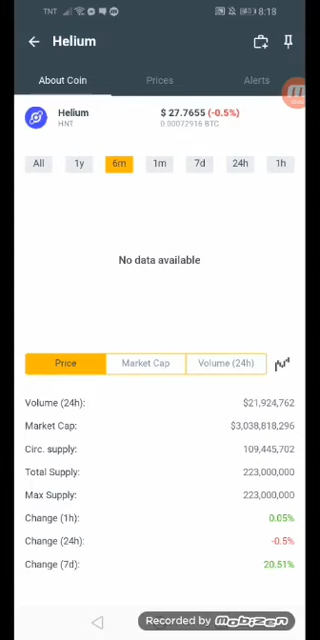 TNT 8:18
Helium
About Coin Prices Alerts
Helium $ 27.7655 (-0.5%)
HNT 0.00072916 BTC
All 1y 6m 1m 7d 24h 1h
No data available
Price Market Cap Volume (24h)
Volume (24h): $21,924,762
Market Cap: $3,038,818,296
Circ. supply: 109,445,702
Total Supply: 223,000,000
Max Supply: 223,000,000
Change (1h): 0.05%
Change (24h): -0.5%
Change (7d): 20.51%
Recorded by Mobizen